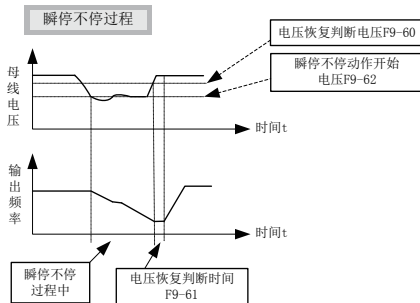 瞬停不停过程
电压恢复判断电压F9-60
瞬停不停动作开始
电压F9-62
母线电压
时间t
输出频率
时间t
瞬停不停
过程中
电压恢复判断时间
F9-61